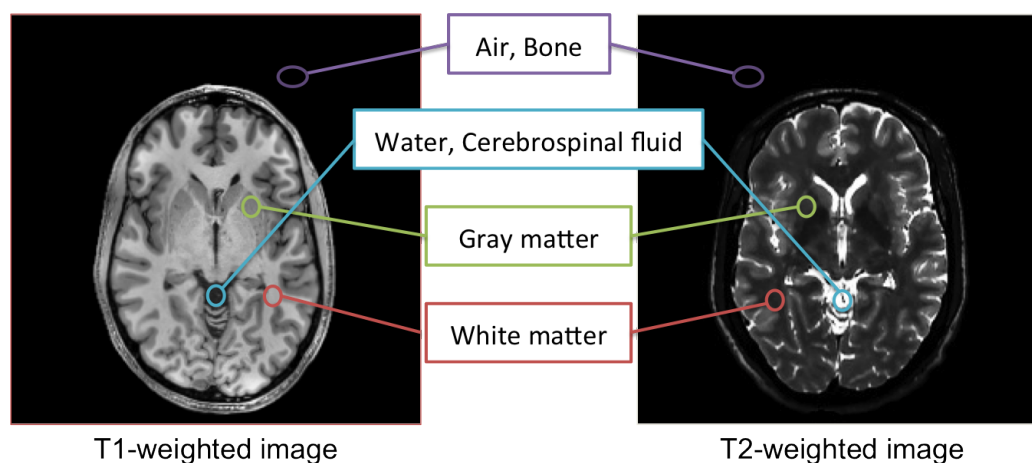 Air, Bone
Water, Cerebrospinal fluid
Gray matter
White matter
T1-weighted image
T2-weighted image